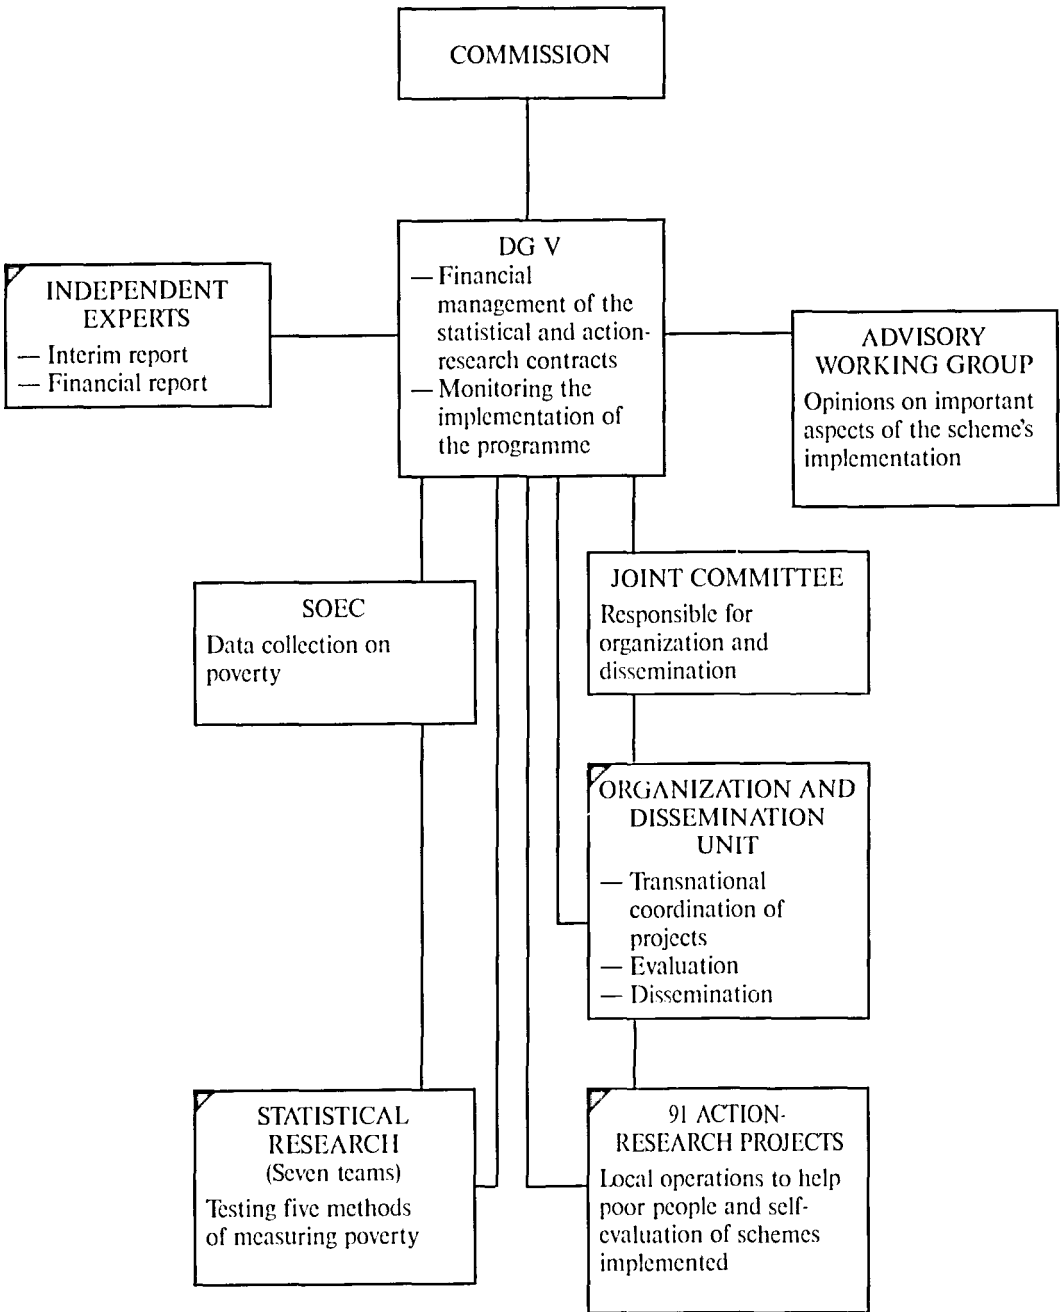 COMMISSION
DG V
— Financial
management of the
statistical and action-
research contracts
— Monitoring the
implementation of
the programme
INDEPENDENT
EXPERTS
— Interim report
— Financial report
ADVISORY
WORKING GROUP
Opinions on important
aspects of the scheme's
implementation
SOEC
Data collection on
poverty
JOINT COMMITTEE
Responsible for
organization and
dissemination
ORGANIZATION AND
DISSEMINATION
UNIT
— Transnational
coordination of
projects
— Evaluation
— Dissemination
STATISTICAL
RESEARCH
(Seven teams)
Testing five methods
of measuring poverty
91 ACTION-
RESEARCH PROJECTS
Local operations to help
poor people and self-
evaluation of schemes
implemented